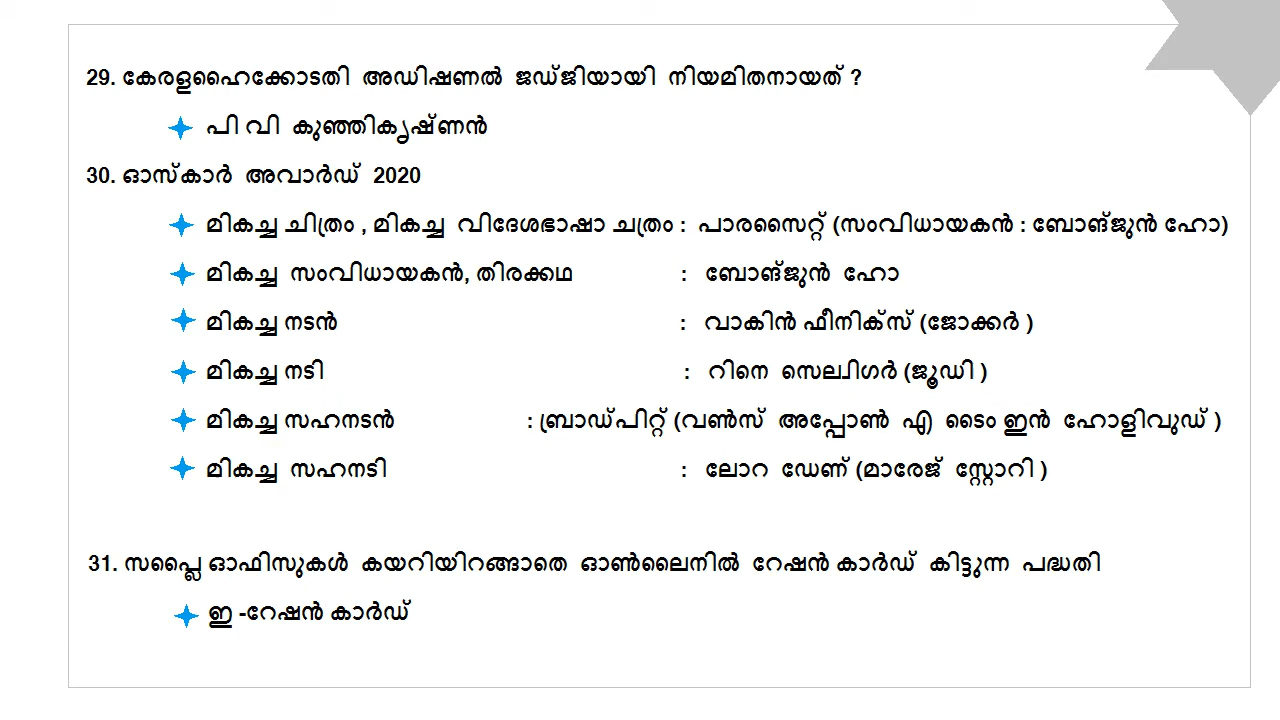 29. കേരളഹൈക്കോടതി അഡിഷണൽ ജഡ്ജിയായി നിയമിതനായത് ?
പി വി കുഞ്ഞികൃഷ്ണൻ
30. ഓസ്കാർ അവാർഡ് 2020
മികച്ച ചിത്രം , മികച്ച വിദേശഭാഷാ ചത്രം : പാരസൈറ്റ് (സംവിധായകൻ : ബോങ്ജുൻ ഹോ)
മികച്ച സംവിധായകൻ, തിരക്കഥ : ബോങ്ജുൻ ഹോ
മികച്ച നടൻ : വാകിൻ ഫീനിക്സ് (ജോക്കർ )
മികച്ച നടി : റിനെ സെല്വിഗർ (ജൂഡി )
മികച്ച സഹനടൻ : ബ്രാഡ്പിറ്റ് (വൺസ് അപ്പോൺ എ ടൈം ഇൻ ഹോളിവുഡ് )
മികച്ച സഹനടി : ലോറ ഡേണ് (മാരേജ് സ്റ്റോറി )
31. സപ്ലൈ ഓഫിസുകൾ കയറിയിറങ്ങാതെ ഓൺലൈനിൽ റേഷൻ കാർഡ് കിട്ടുന്ന പദ്ധതി
ഇ -റേഷൻ കാർഡ്